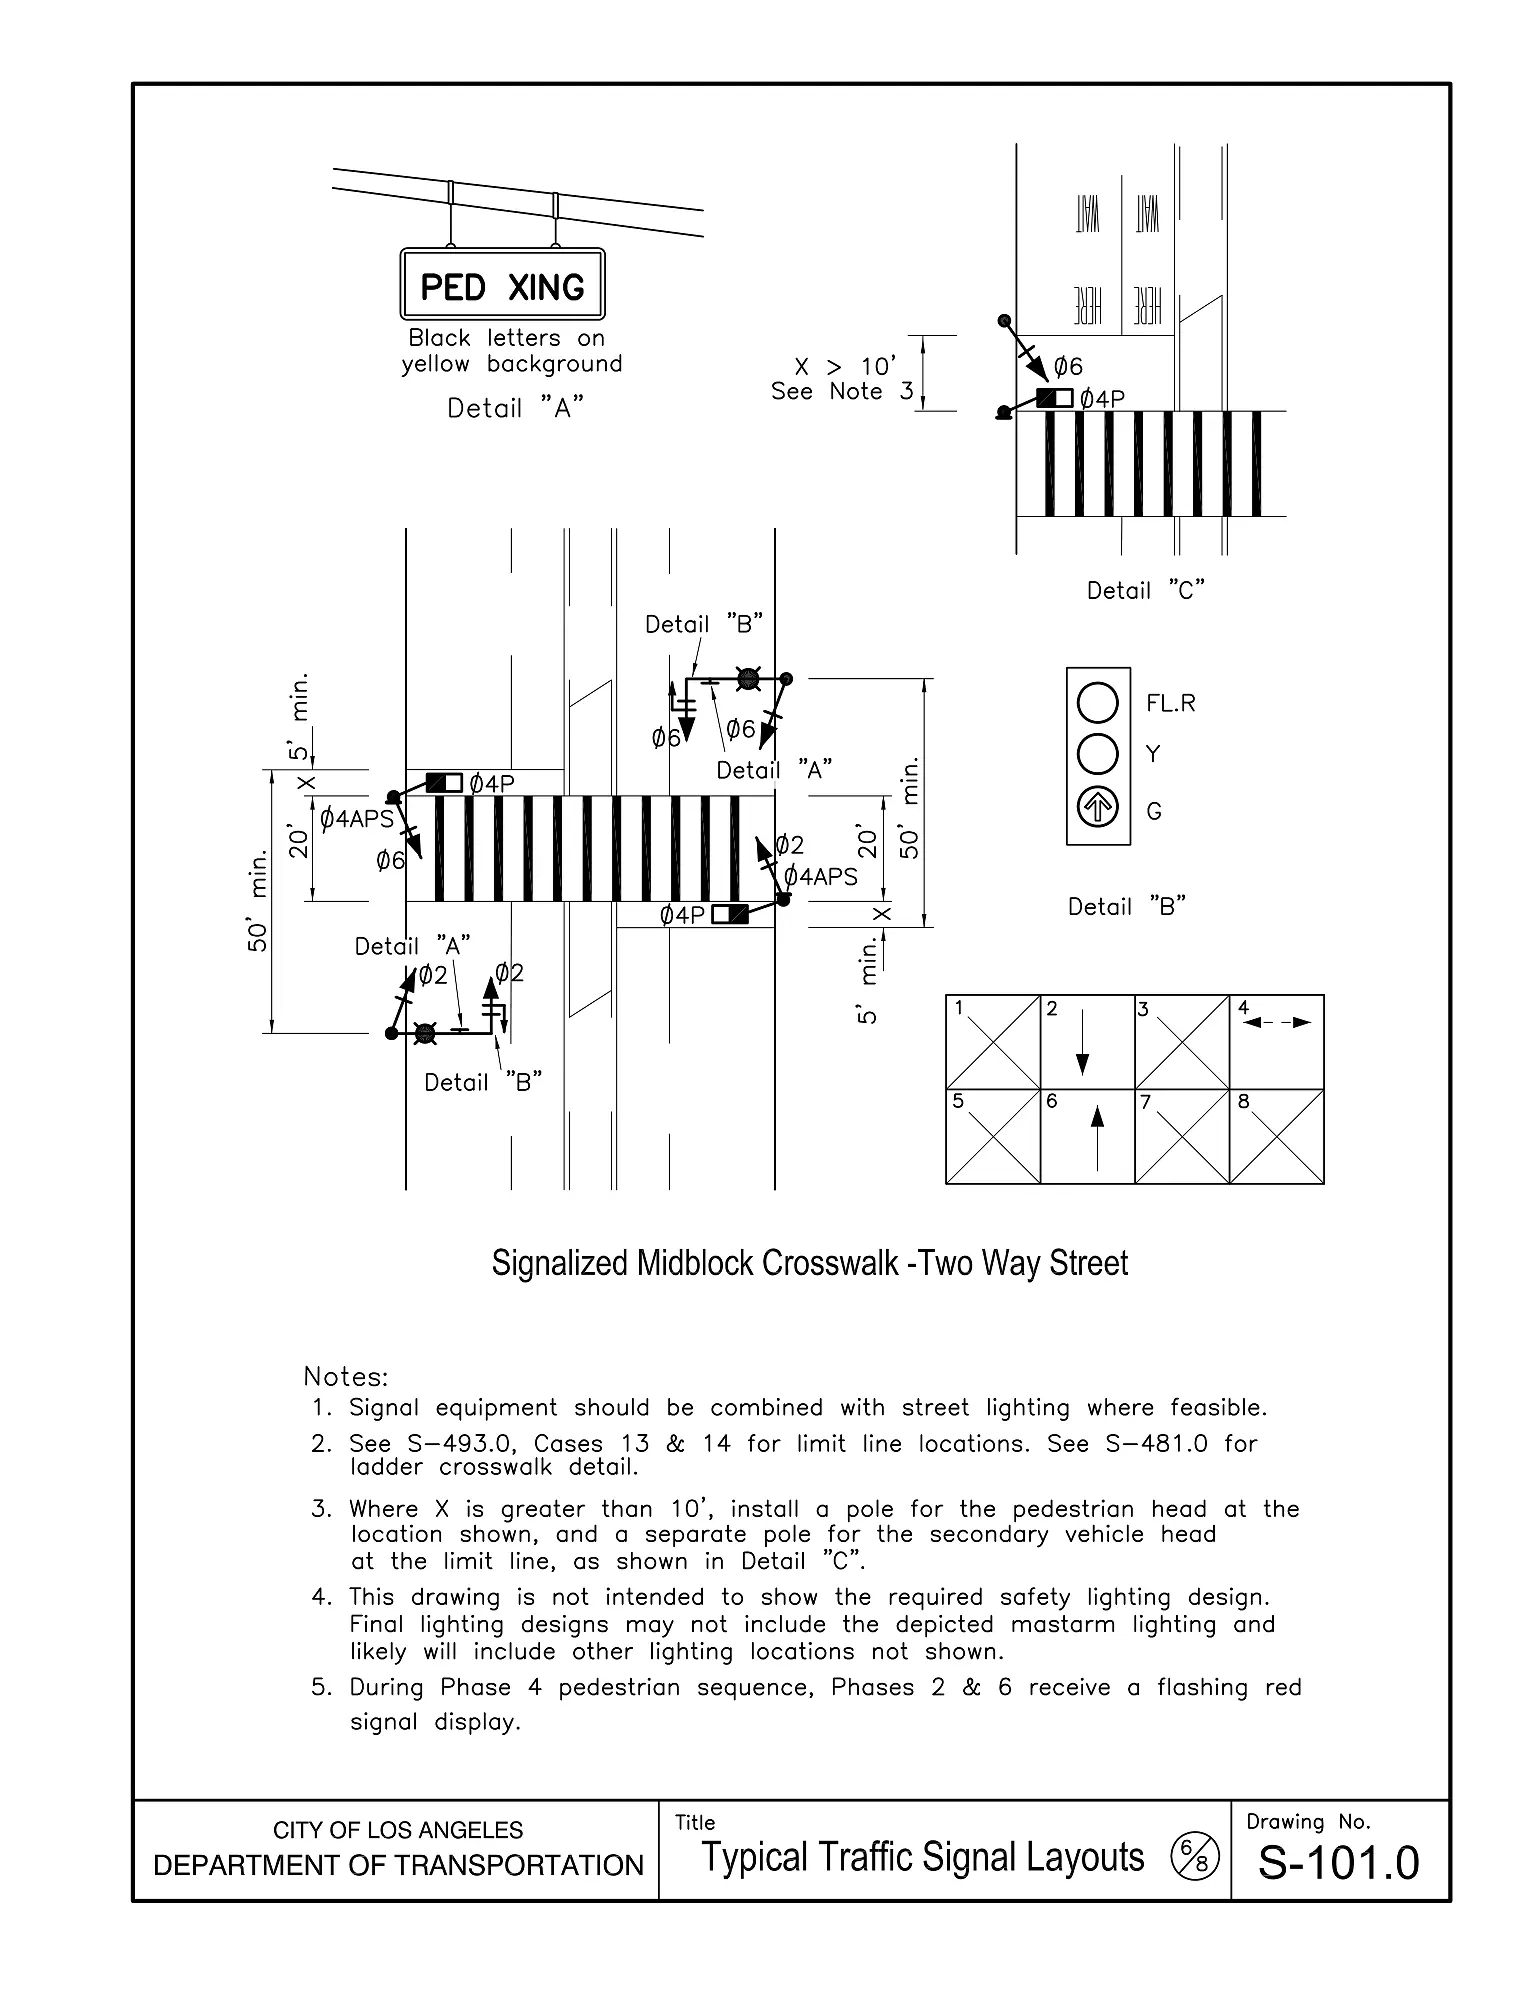 PED XING
Black letters on
yellow background
Detail "A"
WAIT WAIT
HERE HERE
X > 10'
See Note 3
Ø6
Ø4P
Detail "C"
Detail "B"
Ø6
Ø6
Detail "A"
5' min.
X
20'
50' min.
Ø4P
Ø4APS
Ø6
Ø2
Ø4APS
Ø4P
20'
50' min.
X
5' min.
Detail "A"
Ø2
Ø2
Detail "B"
FL.R
Y
G
Detail "B"
1 2 3 4
5 6 7 8
Signalized Midblock Crosswalk -Two Way Street
Notes:
1. Signal equipment should be combined with street lighting where feasible.
2. See S-493.0, Cases 13 & 14 for limit line locations. See S-481.0 for
ladder crosswalk detail.
3. Where X is greater than 10', install a pole for the pedestrian head at the
location shown, and a separate pole for the secondary vehicle head
at the limit line, as shown in Detail "C".
4. This drawing is not intended to show the required safety lighting design.
Final lighting designs may not include the depicted mastarm lighting and
likely will include other lighting locations not shown.
5. During Phase 4 pedestrian sequence, Phases 2 & 6 receive a flashing red
signal display.
CITY OF LOS ANGELES
DEPARTMENT OF TRANSPORTATION
Title
Typical Traffic Signal Layouts
6/8
Drawing No.
S-101.0